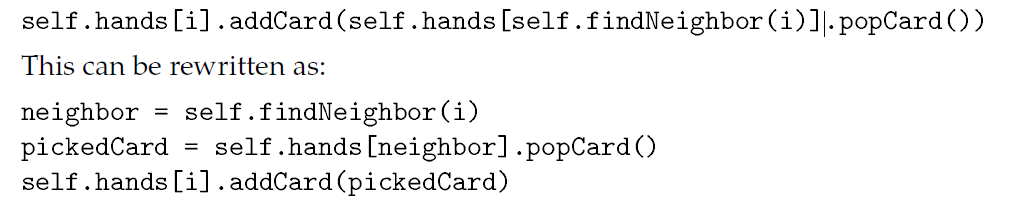 self.hands[i].addCard(self.hands[self.findNeighbor(i)].popCard())
This can be rewritten as:
neighbor = self.findNeighbor(i)
pickedCard = self.hands[neighbor].popCard()
self.hands[i].addCard(pickedCard)